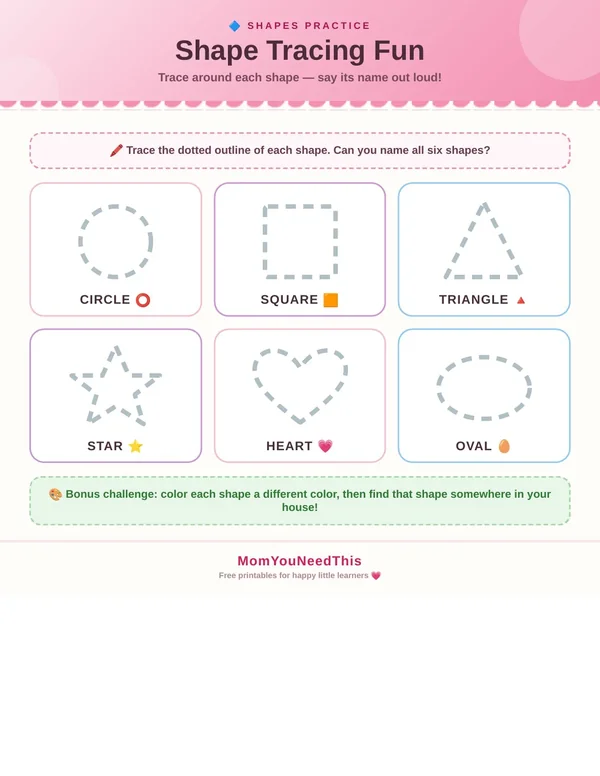 🔷 SHAPES PRACTICE
Shape Tracing Fun
Trace around each shape — say its name out loud!
🖍️ Trace the dotted outline of each shape. Can you name all six shapes?
CIRCLE ⭕
SQUARE 🟧
TRIANGLE 🔺
STAR ⭐
HEART 💗
OVAL 🥚
🎨 Bonus challenge: color each shape a different color, then find that shape somewhere in your
house!
MomYouNeedThis
Free printables for happy little learners 💗